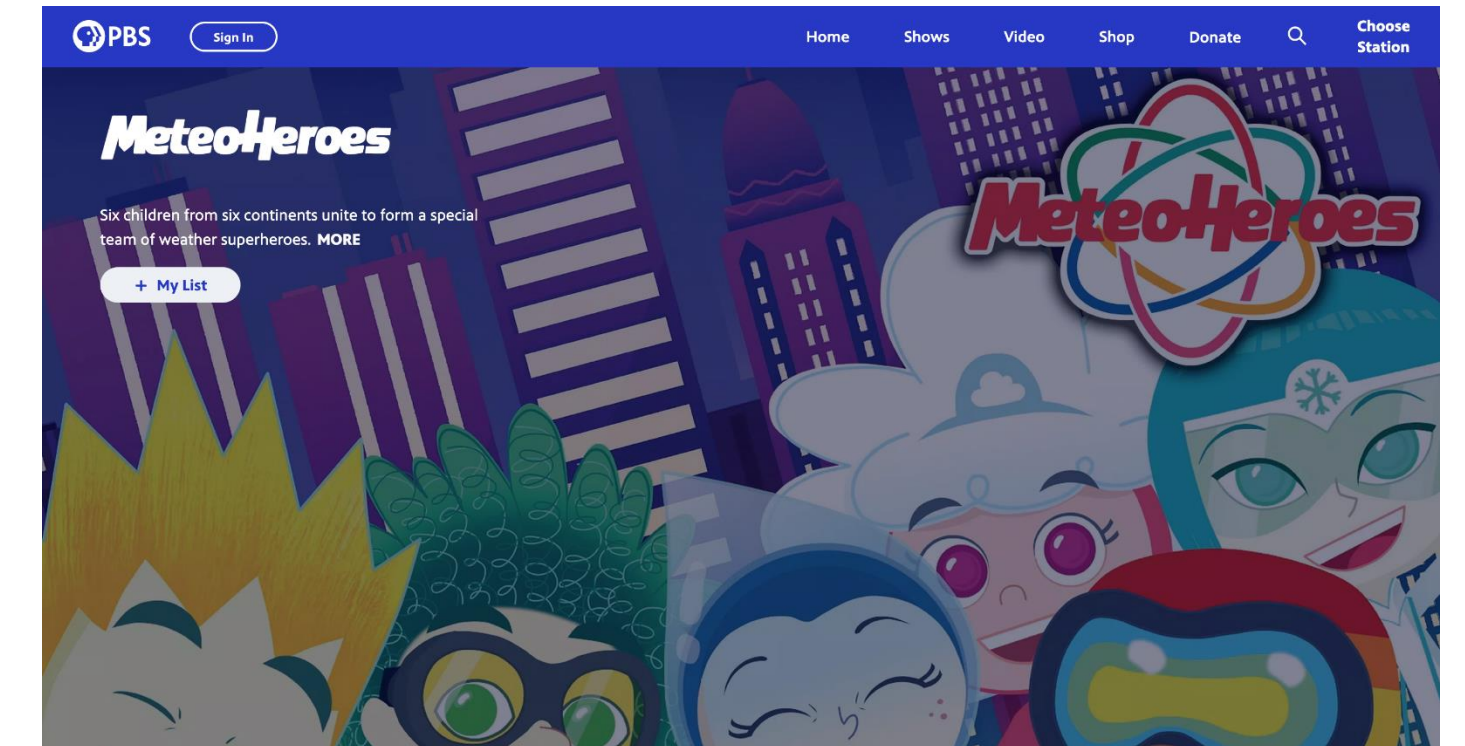 PBS
Sign In
Home
Shows
Video
Shop
Donate
Choose
Station
MeteoHeroes
Six children from six continents unite to form a special
team of weather superheroes. MORE
+ My List
MeteoHeroes